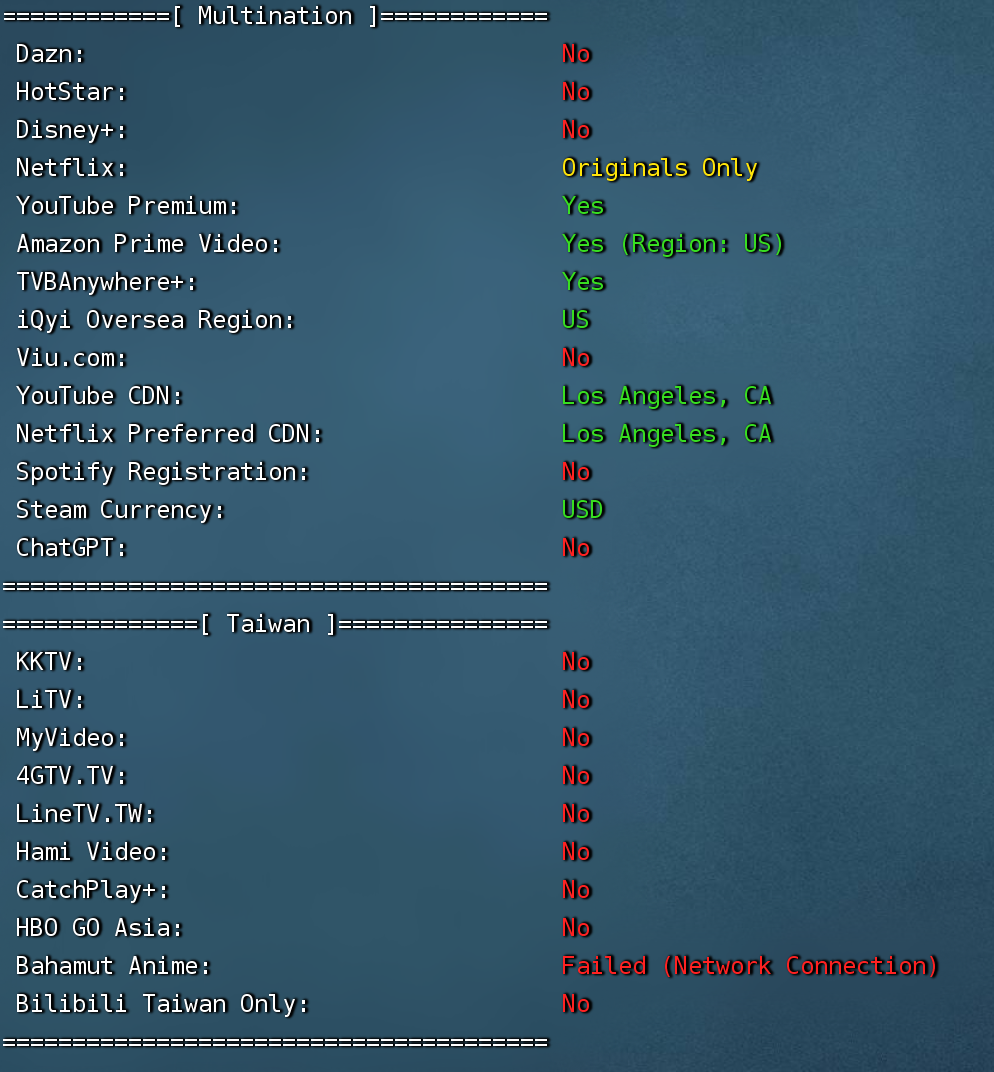 ============[ Multination ]============
Dazn: No
HotStar: No
Disney+: No
Netflix: Originals Only
YouTube Premium: Yes
Amazon Prime Video: Yes (Region: US)
TVBAnywhere+: Yes
iQyi Oversea Region: US
Viu.com: No
YouTube CDN: Los Angeles, CA
Netflix Preferred CDN: Los Angeles, CA
Spotify Registration: No
Steam Currency: USD
ChatGPT: No
=======================================
==============[ Taiwan ]===============
KKTV: No
LiTV: No
MyVideo: No
4GTV.TV: No
LineTV.TW: No
Hami Video: No
CatchPlay+: No
HBO GO Asia: No
Bahamut Anime: Failed (Network Connection)
Bilibili Taiwan Only: No
=======================================